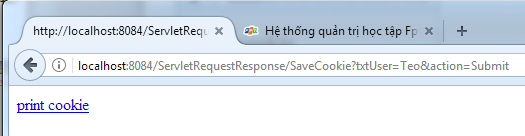 http://localhost:8084/ServletRequ
Hệ thống quản trị học tập Fp
localhost:8084/ServletRequestResponse/SaveCookie?txtUser=Teo&action=Submit
print cookie